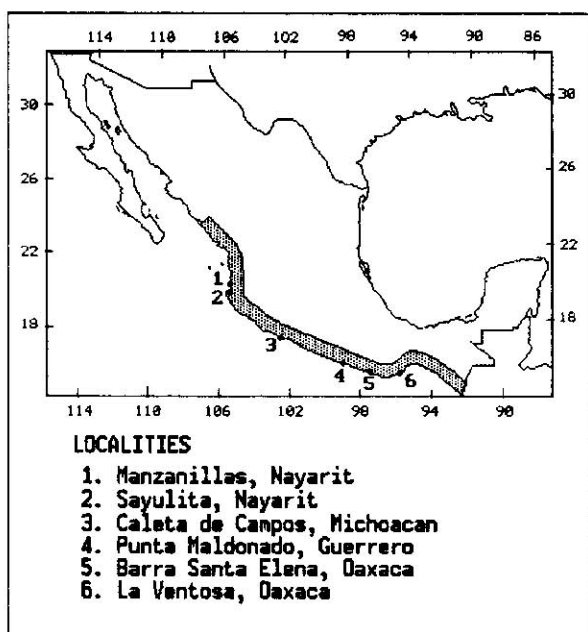 114 110 106 102 98 94 90 86
30 30
26 26
22 22
1
2
18 18
3
4
5 6
114 110 106 102 98 94 90
LOCALITIES
1. Manzanillas, Nayarit
2. Sayulita, Nayarit
3. Caleta de Campos, Michoacan
4. Punta Maldonado, Guerrero
5. Barra Santa Elena, Oaxaca
6. La Ventosa, Oaxaca